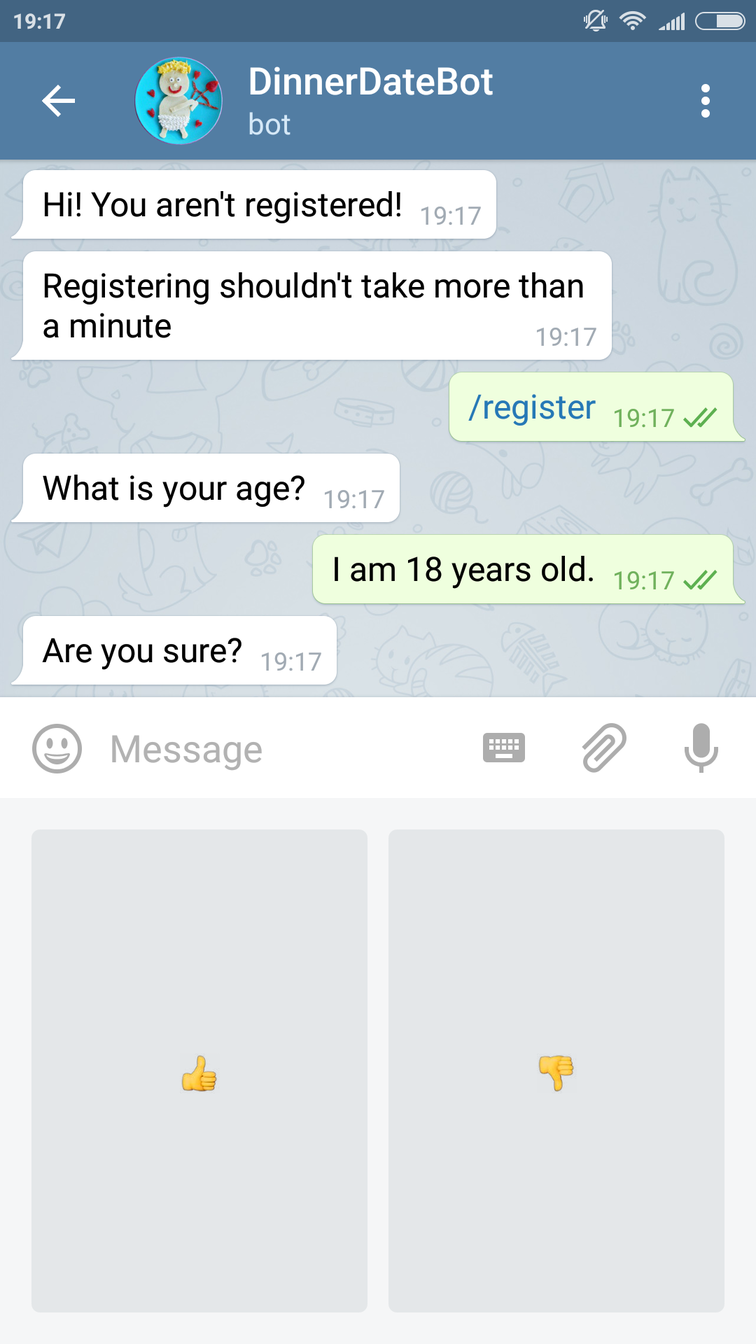 19:17
DinnerDateBot
bot
Hi! You aren't registered! 19:17
Registering shouldn't take more than
a minute 19:17
/register 19:17
What is your age? 19:17
I am 18 years old. 19:17
Are you sure? 19:17
Message